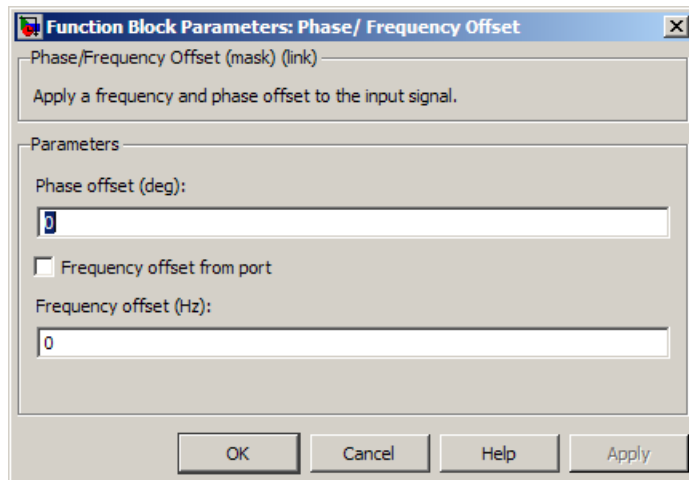 Function Block Parameters: Phase/ Frequency Offset
Phase/Frequency Offset (mask) (link)
Apply a frequency and phase offset to the input signal.
Parameters
Phase offset (deg):
0
Frequency offset from port
Frequency offset (Hz):
0
OK Cancel Help Apply